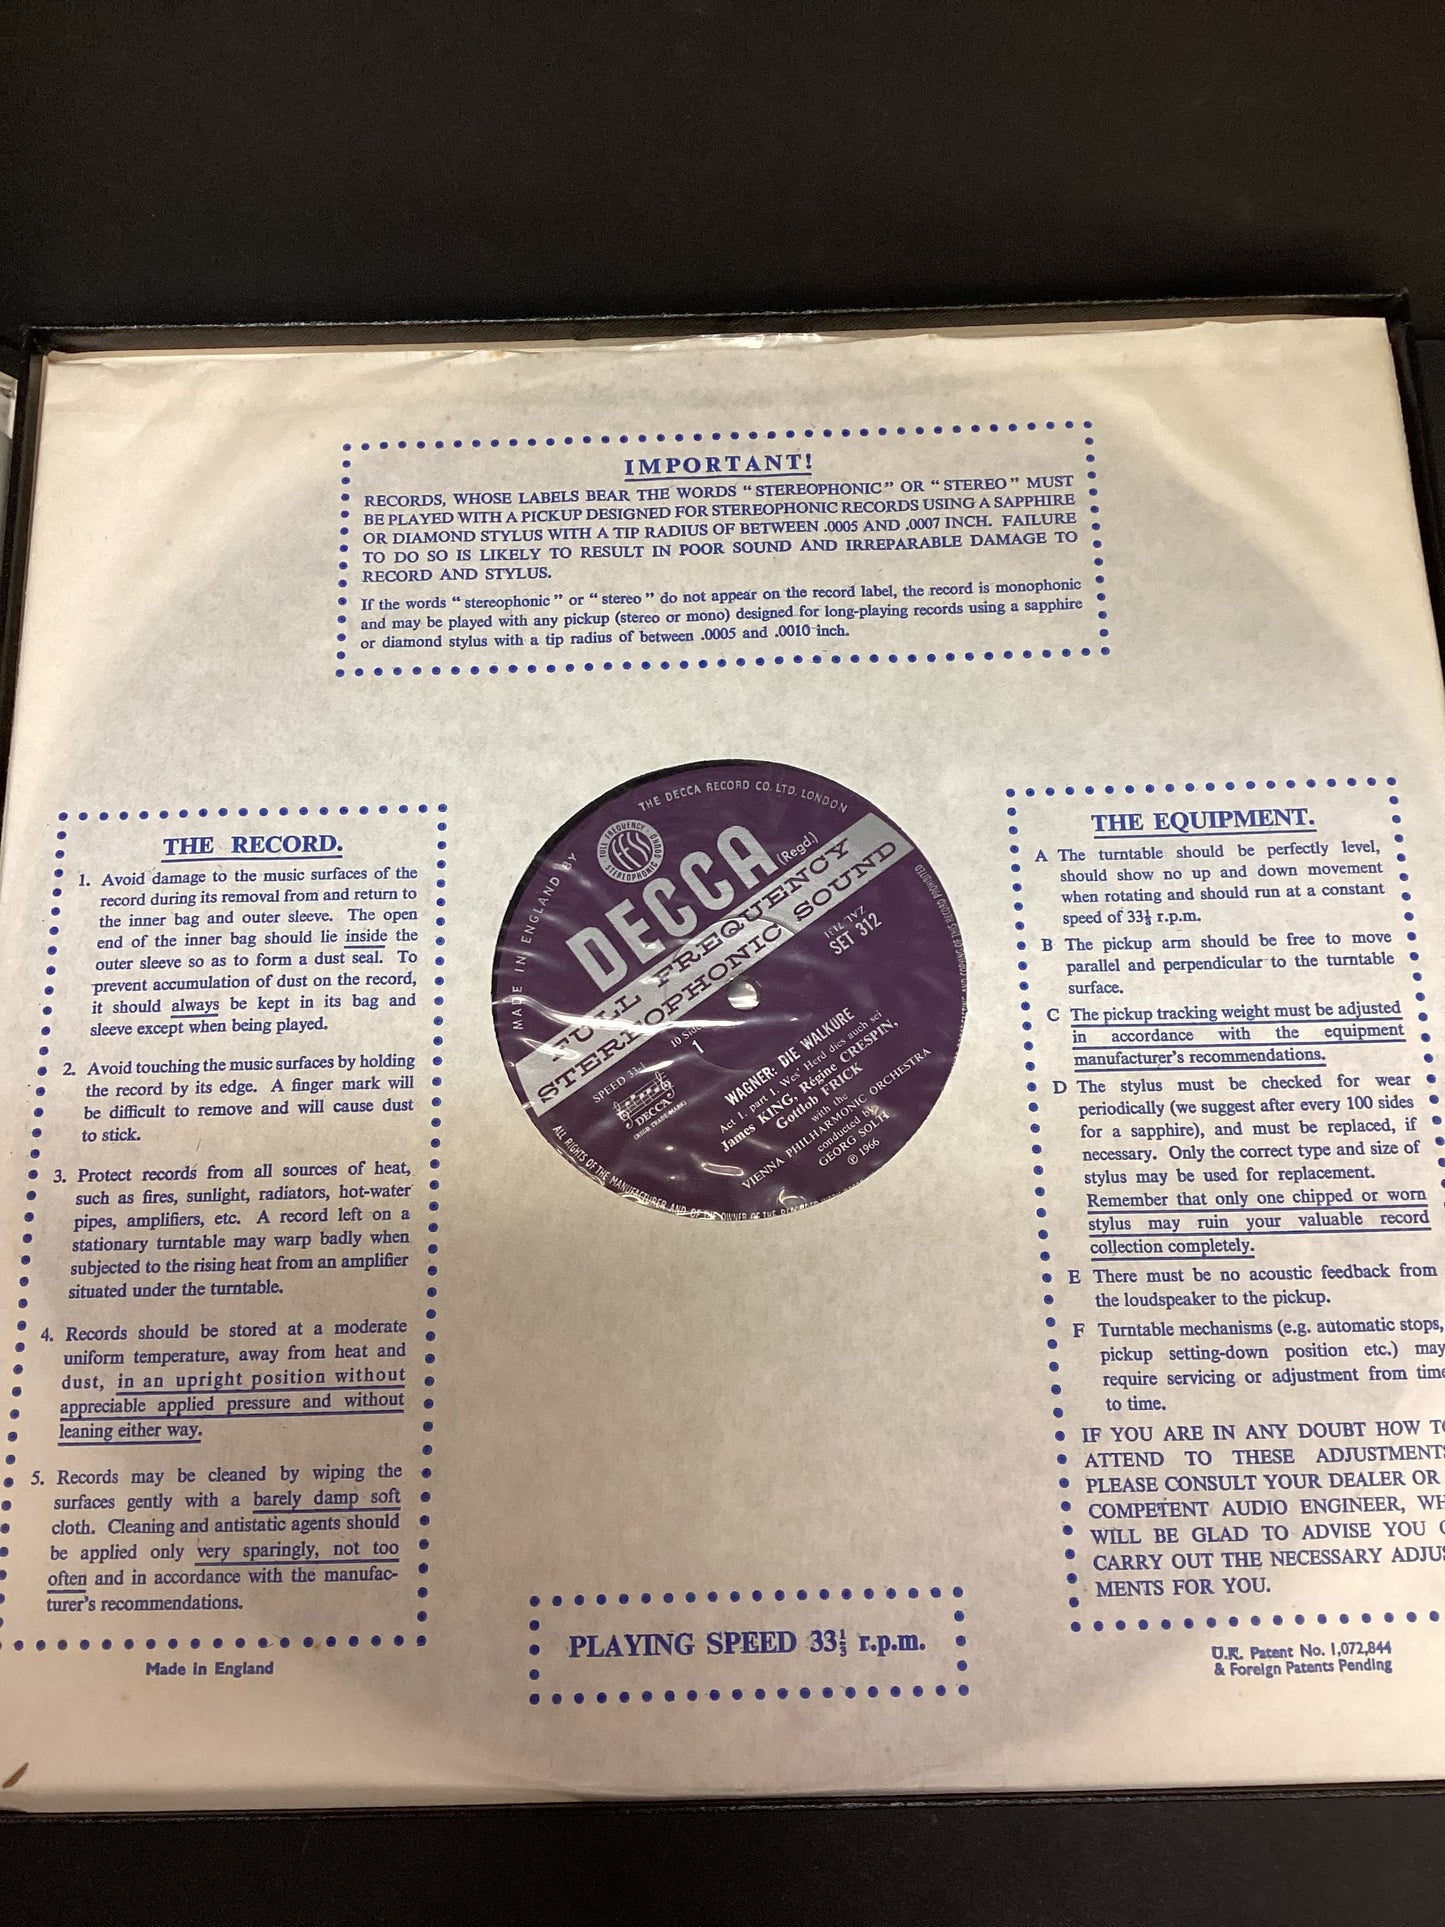 IMPORTANT!
RECORDS, WHOSE LABELS BEAR THE WORDS “ STEREOPHONIC ” OR “ STEREO ” MUST
BE PLAYED WITH A PICKUP DESIGNED FOR STEREOPHONIC RECORDS USING A SAPPHIRE
OR DIAMOND STYLUS WITH A TIP RADIUS OF BETWEEN .0005 AND .0007 INCH. FAILURE
TO DO SO IS LIKELY TO RESULT IN POOR SOUND AND IRREPARABLE DAMAGE TO
RECORD AND STYLUS.
If the words “ stereophonic ” or “ stereo ” do not appear on the record label, the record is monophonic
and may be played with any pickup (stereo or mono) designed for long-playing records using a sapphire
or diamond stylus with a tip radius of between .0005 and .0010 inch.
THE RECORD.
1. Avoid damage to the music surfaces of the
record during its removal from and return to
the inner bag and outer sleeve. The open
end of the inner bag should lie inside the
outer sleeve so as to form a dust seal. To
prevent accumulation of dust on the record,
it should always be kept in its bag and
sleeve except when being played.
2. Avoid touching the music surfaces by holding
the record by its edge. A finger mark will
be difficult to remove and will cause dust
to stick.
3. Protect records from all sources of heat,
such as fires, sunlight, radiators, hot-water
pipes, amplifiers, etc. A record left on a
stationary turntable may warp badly when
subjected to the rising heat from an amplifier
situated under the turntable.
4. Records should be stored at a moderate
uniform temperature, away from heat and
dust, in an upright position without
appreciable applied pressure and without
leaning either way.
5. Records may be cleaned by wiping the
surfaces gently with a barely damp soft
cloth. Cleaning and antistatic agents should
be applied only very sparingly, not too
often and in accordance with the manufac-
turer's recommendations.
Made in England
MADE IN ENGLAND BY
THE DECCA RECORD CO. LTD. LONDON
FULL FREQUENCY STEREOPHONIC SOUND
ffss
DECCA
(Regd.)
FULL FREQUENCY
STEREOPHONIC SOUND
ZAL
SET 312
SPEED 33⅓
10 Side
1
DECCA
WAGNER: DIE WALKURE
Act 1, part 1. Wes' Herd dies auch sei
James KING, Régine CRESPIN,
Gottlob FRICK
with the
VIENNA PHILHARMONIC ORCHESTRA
conducted by
GEORG SOLTI
℗ 1966
ALL RIGHTS OF THE MANUFACTURER AND OF THE OWNER OF THE
THE EQUIPMENT.
A The turntable should be perfectly level,
should show no up and down movement
when rotating and should run at a constant
speed of 33⅓ r.p.m.
B The pickup arm should be free to move
parallel and perpendicular to the turntable
surface.
C The pickup tracking weight must be adjusted
in accordance with the equipment
manufacturer's recommendations.
D The stylus must be checked for wear
periodically (we suggest after every 100 sides
for a sapphire), and must be replaced, if
necessary. Only the correct type and size of
stylus may be used for replacement.
Remember that only one chipped or worn
stylus may ruin your valuable record
collection completely.
E There must be no acoustic feedback from
the loudspeaker to the pickup.
F Turntable mechanisms (e.g. automatic stops,
pickup setting-down position etc.) may
require servicing or adjustment from time
to time.
IF YOU ARE IN ANY DOUBT HOW TO
ATTEND TO THESE ADJUSTMENTS
PLEASE CONSULT YOUR DEALER OR
COMPETENT AUDIO ENGINEER, WH
WILL BE GLAD TO ADVISE YOU O
CARRY OUT THE NECESSARY ADJUS
MENTS FOR YOU.
PLAYING SPEED 33⅓ r.p.m.
U.K. Patent No. 1,072,844
& Foreign Patents Pending